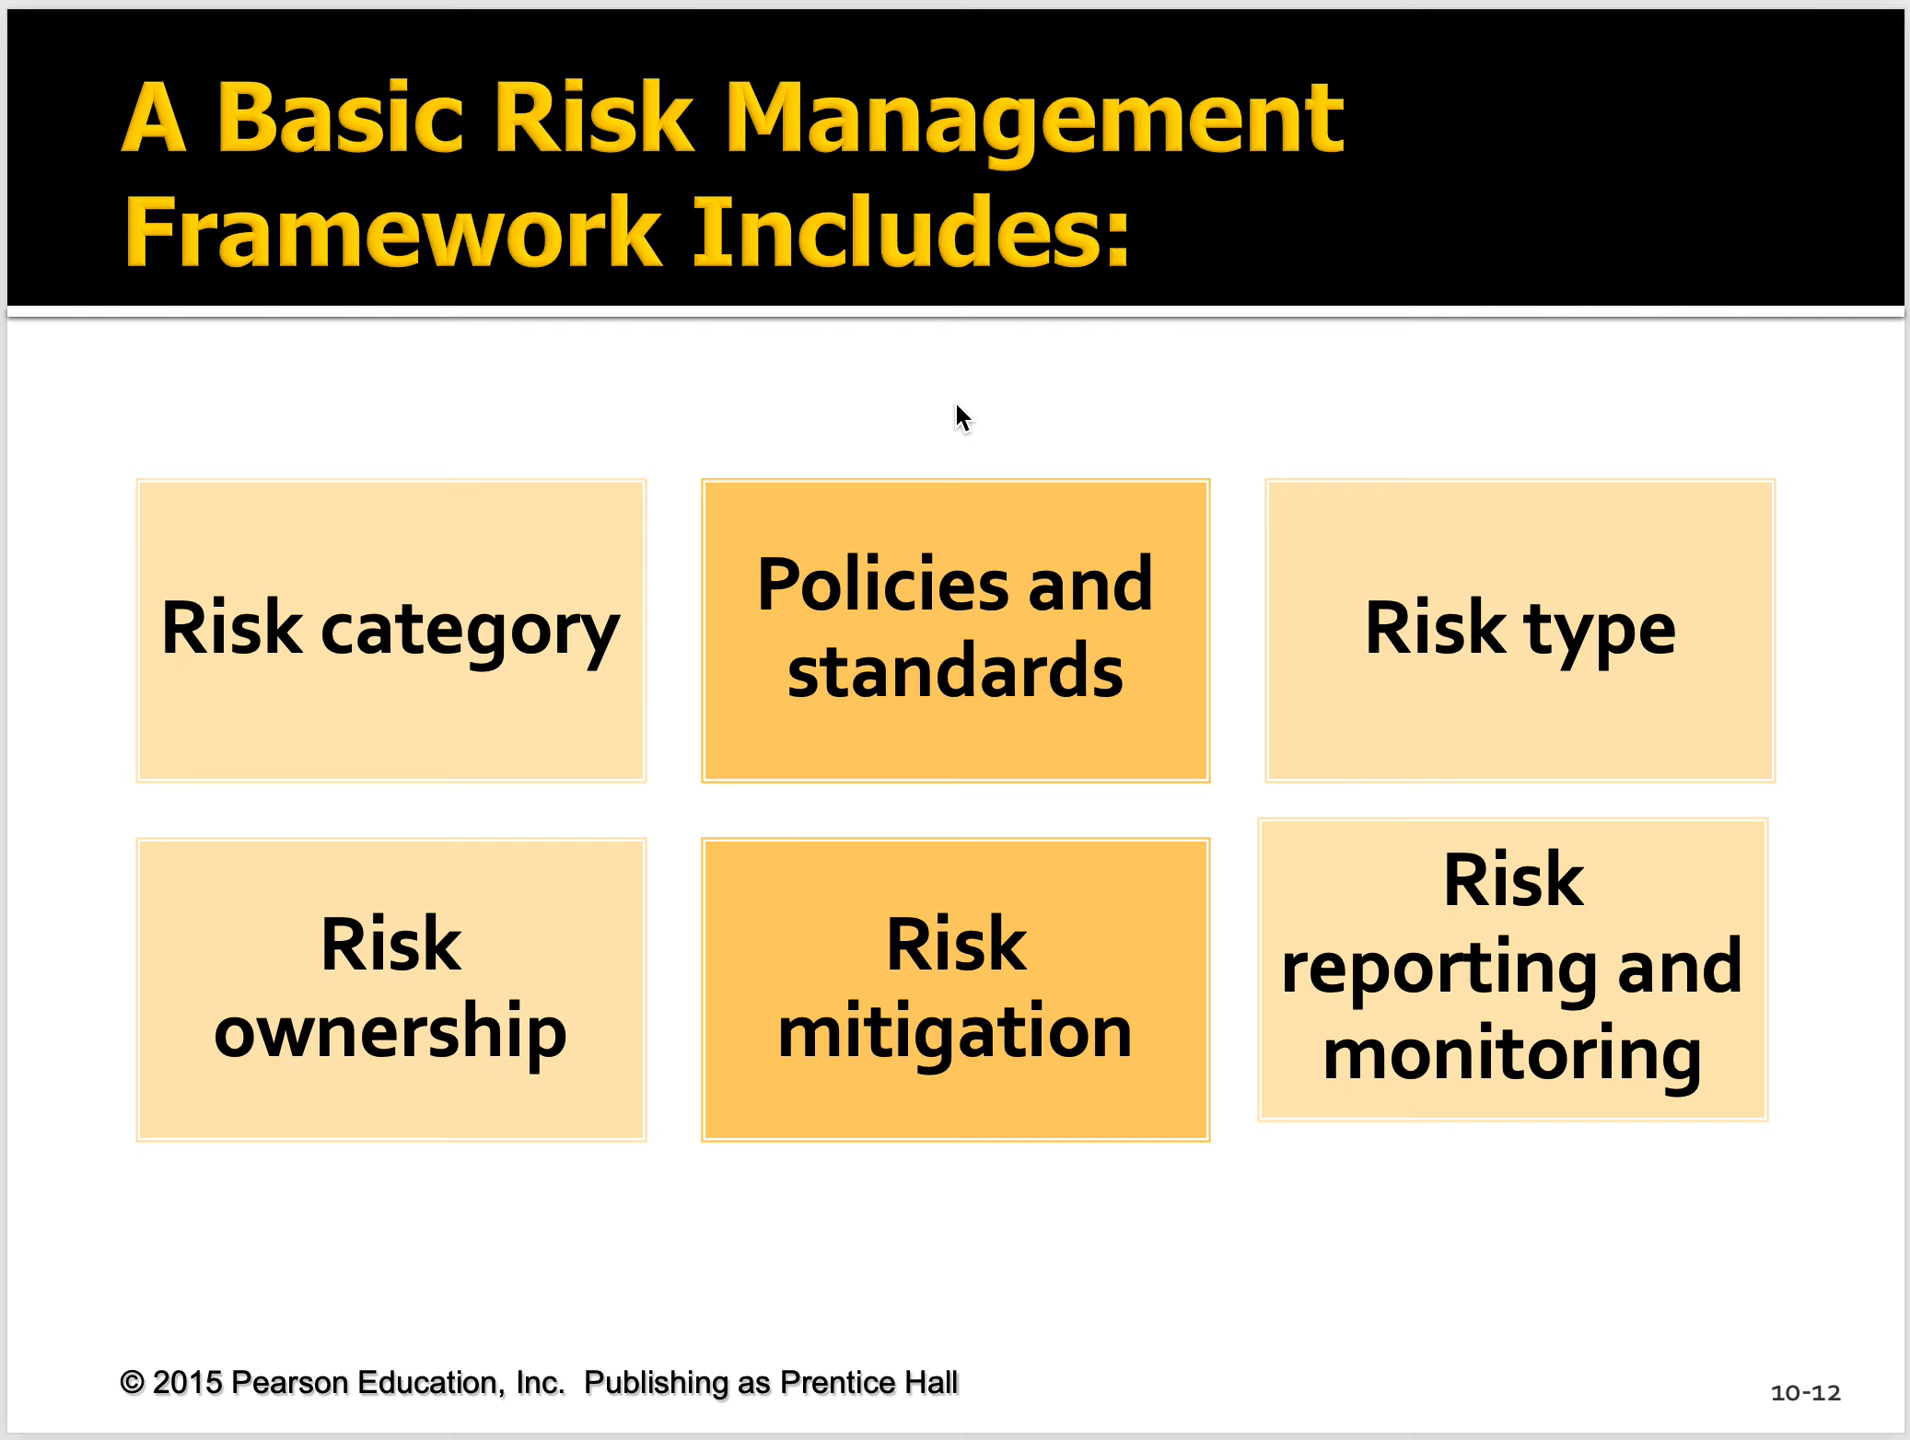 A Basic Risk Management
Framework Includes:
Risk category
Policies and
standards
Risk type
Risk
ownership
Risk
mitigation
Risk
reporting and
monitoring
© 2015 Pearson Education, Inc.  Publishing as Prentice Hall
10-12